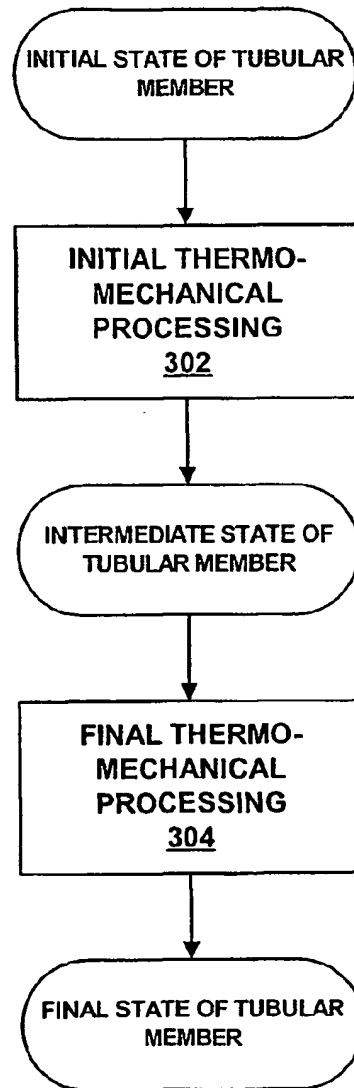 INITIAL STATE OF TUBULAR
MEMBER
INITIAL THERMO-
MECHANICAL
PROCESSING
302
INTERMEDIATE STATE OF
TUBULAR MEMBER
FINAL THERMO-
MECHANICAL
PROCESSING
304
FINAL STATE OF TUBULAR
MEMBER